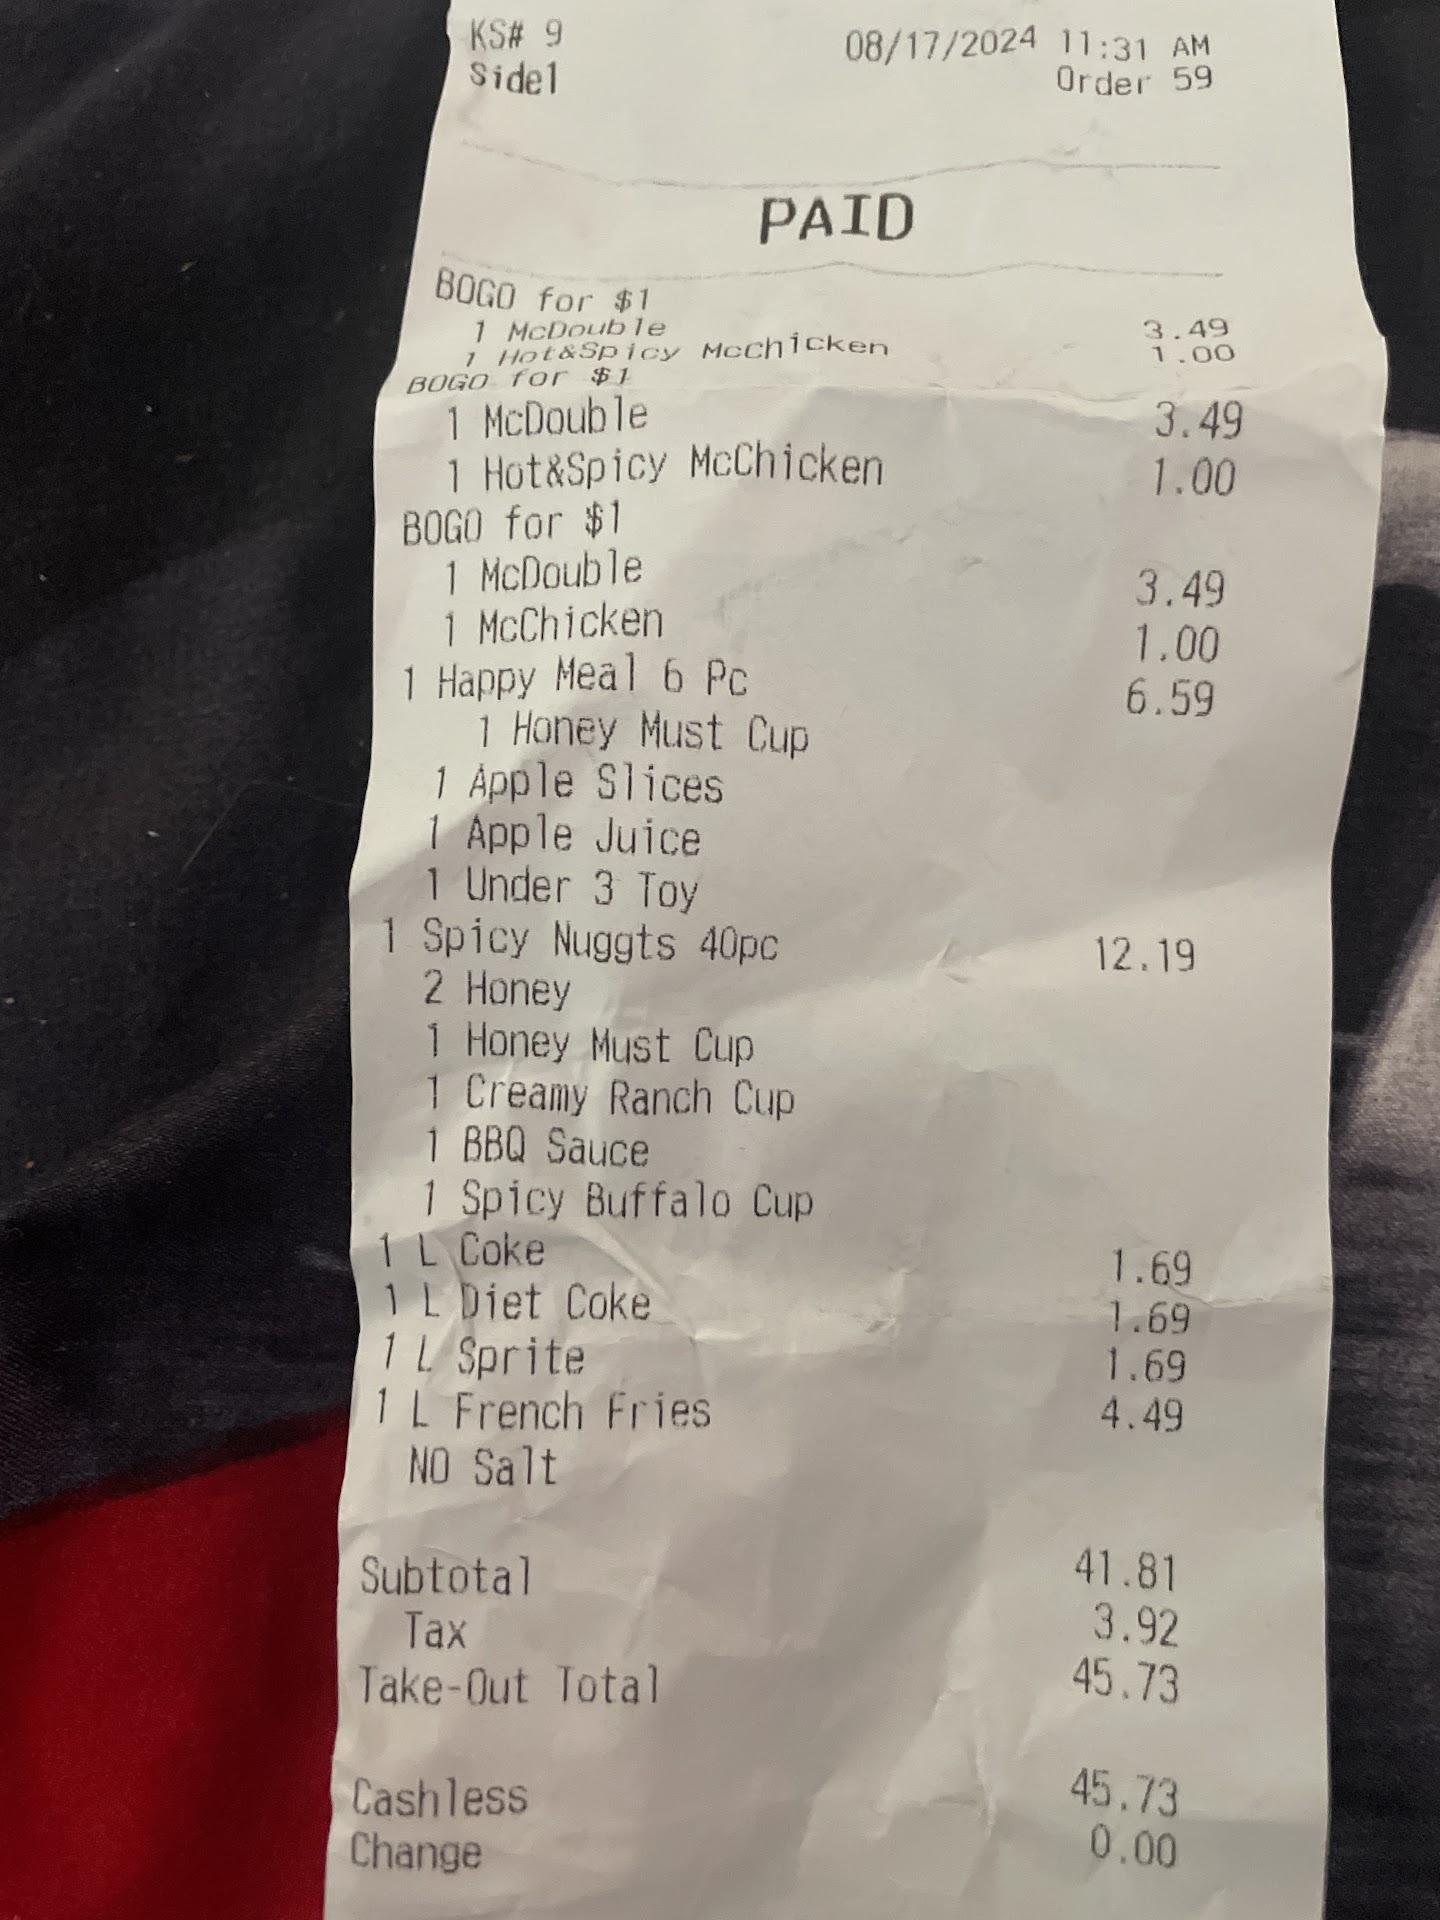 KS# 9 08/17/2024 11:31 AM
Side1 Order 59
PAID
BOGO for $1
1 McDouble 3.49
1 Hot&Spicy McChicken 1.00
BOGO for $1
1 McDouble 3.49
1 Hot&Spicy McChicken 1.00
BOGO for $1
1 McDouble 3.49
1 McChicken 1.00
1 Happy Meal 6 Pc 6.59
1 Honey Must Cup
1 Apple Slices
1 Apple Juice
1 Under 3 Toy
1 Spicy Nuggts 40pc 12.19
2 Honey
1 Honey Must Cup
1 Creamy Ranch Cup
1 BBQ Sauce
1 Spicy Buffalo Cup
1 L Coke 1.69
1 L Diet Coke 1.69
1 L Sprite 1.69
1 L French Fries 4.49
NO Salt
Subtotal 41.81
Tax 3.92
Take-Out Total 45.73
Cashless 45.73
Change 0.00